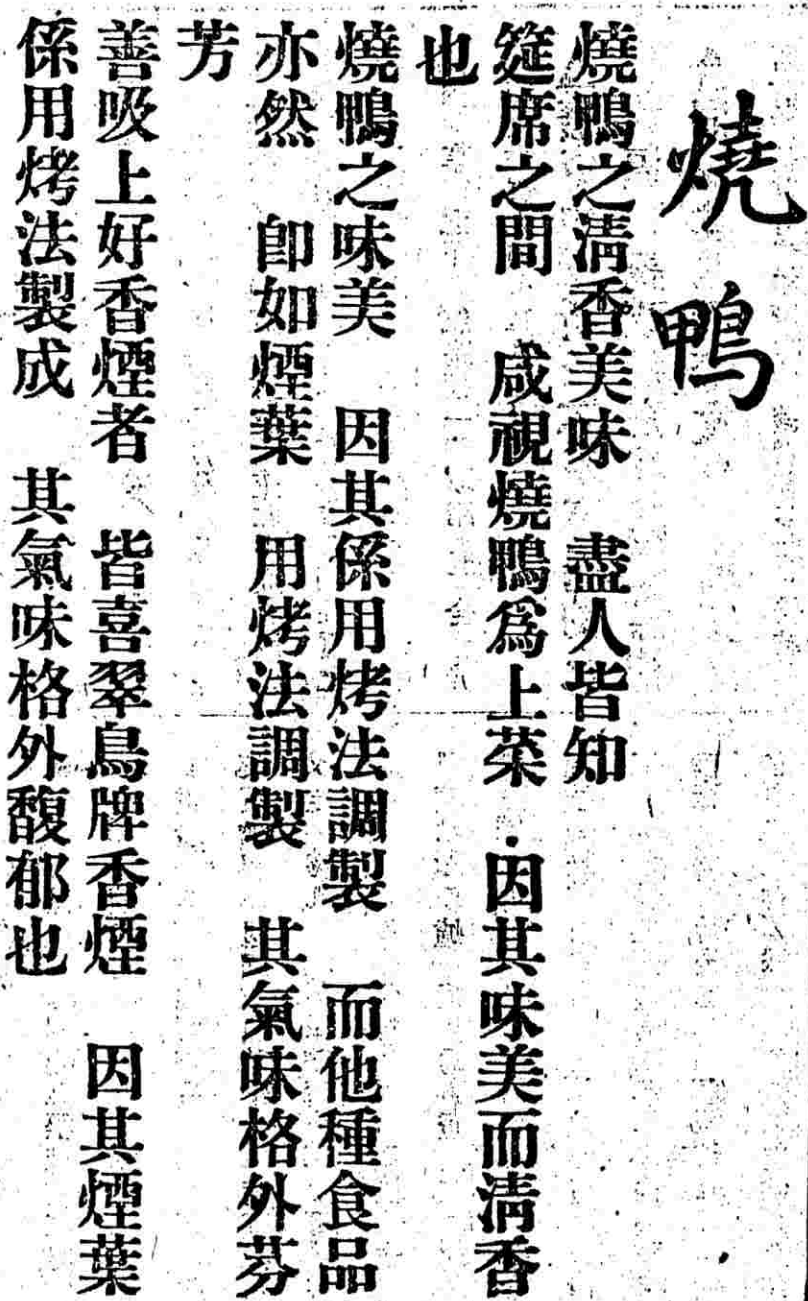 燒鴨
燒鴨之清香美味　盡人皆知
筵席之間　咸視燒鴨爲上菜　因其味美而清香
也
燒鴨之味美　因其係用烤法調製　而他種食品
亦然　卽如煙葉　用烤法調製　其氣味格外芬
芳
善吸上好香煙者　皆喜翠鳥牌香煙　因其煙葉
係用烤法製成　其氣味格外馥郁也